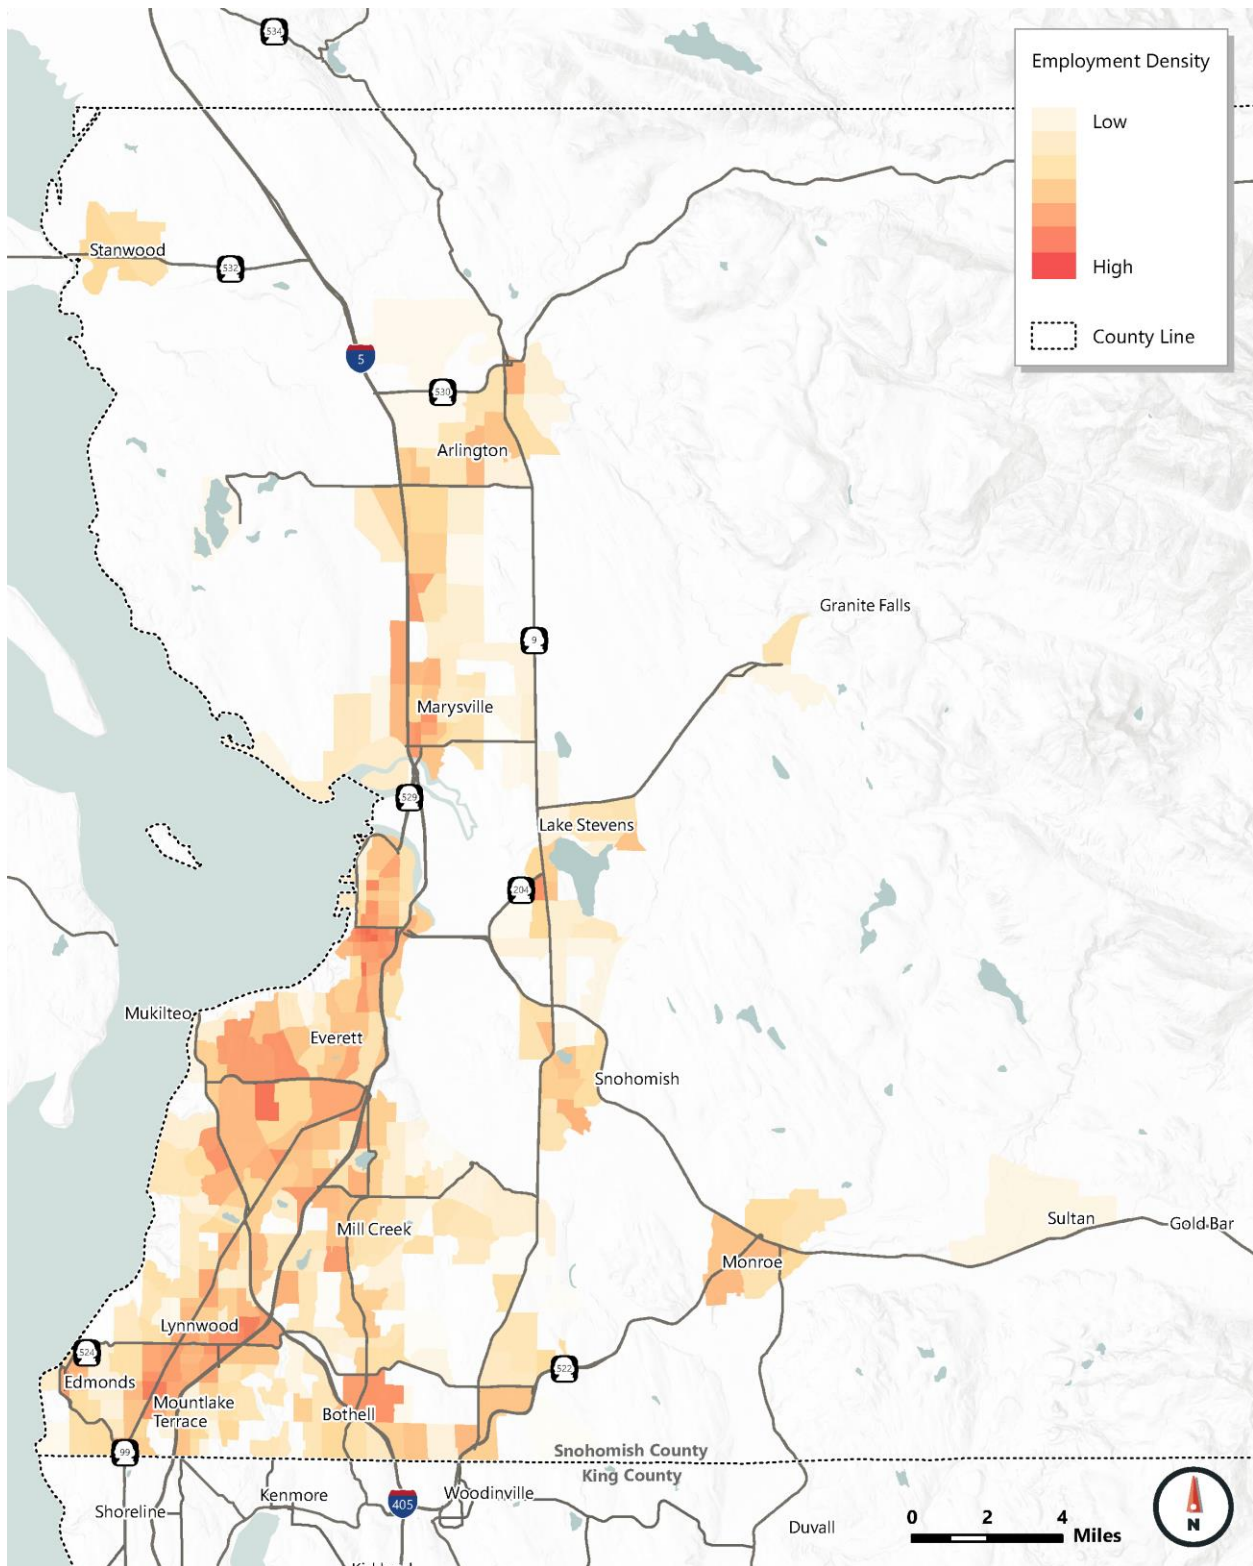 534
Employment Density
Low
High
County Line
Stanwood
532
5
530
Arlington
Granite Falls
9
Marysville
529
Lake Stevens
204
Mukilteo
Everett
Snohomish
Mill Creek
Sultan
Gold Bar
Monroe
Lynnwood
524
522
Edmonds
Mountlake
Terrace
Bothell
99
Snohomish County
King County
Kenmore
Woodinville
405
Shoreline
Duvall
0 2 4
Miles
N